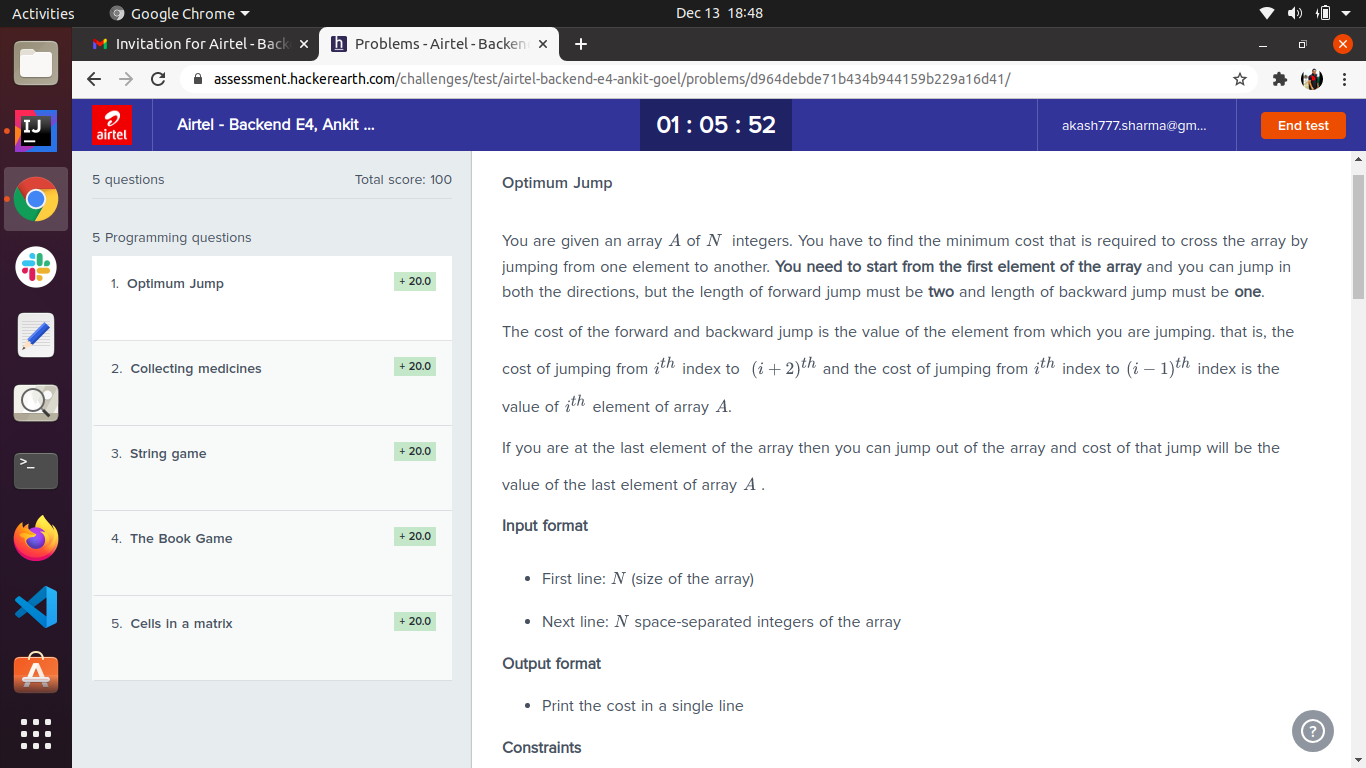 Activities Google Chrome Dec 13 18:48
Invitation for Airtel - Back Problems - Airtel - Backen
assessment.hackerearth.com/challenges/test/airtel-backend-e4-ankit-goel/problems/d964debde71b434b944159b229a16d41/
airtel Airtel - Backend E4, Ankit ... 01 : 05 : 52 akash777.sharma@gm... End test
5 questions Total score: 100
5 Programming questions
1. Optimum Jump + 20.0
2. Collecting medicines + 20.0
3. String game + 20.0
4. The Book Game + 20.0
5. Cells in a matrix + 20.0
Optimum Jump
You are given an array A of N integers. You have to find the minimum cost that is required to cross the array by
jumping from one element to another. You need to start from the first element of the array and you can jump in
both the directions, but the length of forward jump must be two and length of backward jump must be one.
The cost of the forward and backward jump is the value of the element from which you are jumping. that is, the
cost of jumping from i^th index to (i + 2)^th and the cost of jumping from i^th index to (i − 1)^th index is the
value of i^th element of array A.
If you are at the last element of the array then you can jump out of the array and cost of that jump will be the
value of the last element of array A .
Input format
• First line: N (size of the array)
• Next line: N space-separated integers of the array
Output format
• Print the cost in a single line
Constraints
IJ
>_
?